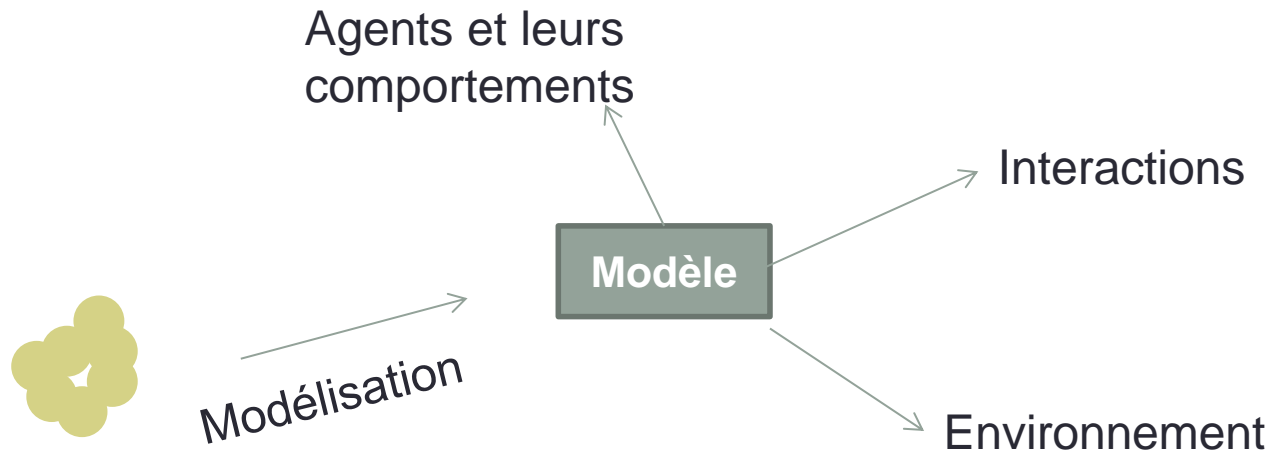 Agents et leurs
comportements
Interactions
Modèle
Modélisation
Environnement